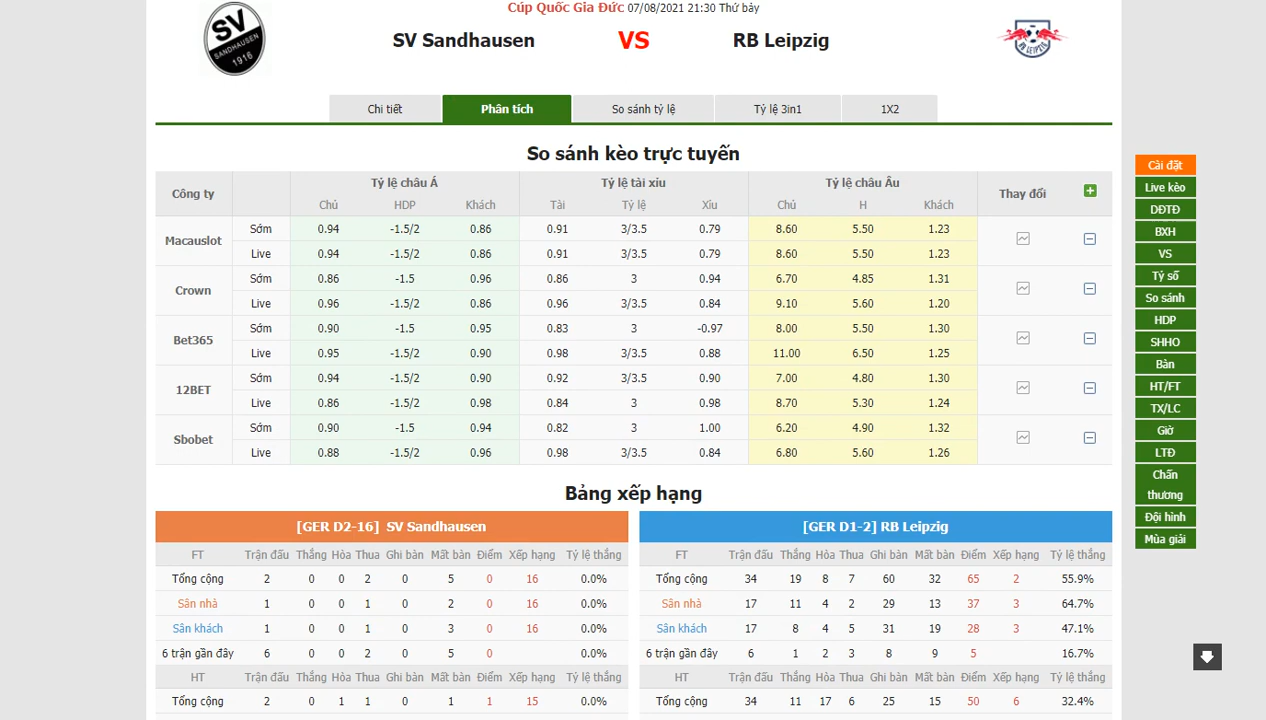 Cúp Quốc Gia Đức 07/08/2021 21:30 Thứ bảy
SV SANDHAUSEN 1916
SV Sandhausen VS RB Leipzig
RB LEIPZIG
Chi tiết Phân tích So sánh tỷ lệ Tỷ lệ 3in1 1X2
So sánh kèo trực tuyến
Công ty Tỷ lệ châu Á Tỷ lệ tài xỉu Tỷ lệ châu Âu Thay đổi
Chủ HDP Khách Tài Tỷ lệ Xỉu Chủ H Khách
Macauslot
Sớm 0.94 -1.5/2 0.86 0.91 3/3.5 0.79 8.60 5.50 1.23
Live 0.94 -1.5/2 0.86 0.91 3/3.5 0.79 8.60 5.50 1.23
Crown
Sớm 0.86 -1.5 0.96 0.86 3 0.94 6.70 4.85 1.31
Live 0.96 -1.5/2 0.86 0.96 3/3.5 0.84 9.10 5.60 1.20
Bet365
Sớm 0.90 -1.5 0.95 0.83 3 -0.97 8.00 5.50 1.30
Live 0.95 -1.5/2 0.90 0.98 3/3.5 0.88 11.00 6.50 1.25
12BET
Sớm 0.94 -1.5/2 0.90 0.92 3/3.5 0.90 7.00 4.80 1.30
Live 0.86 -1.5/2 0.98 0.84 3 0.98 8.70 5.30 1.24
Sbobet
Sớm 0.90 -1.5 0.94 0.82 3 1.00 6.20 4.90 1.32
Live 0.88 -1.5/2 0.96 0.98 3/3.5 0.84 6.80 5.60 1.26
Bảng xếp hạng
[GER D2-16] SV Sandhausen
FT Trận đấu Thắng Hòa Thua Ghi bàn Mất bàn Điểm Xếp hạng Tỷ lệ thắng
Tổng cộng 2 0 0 2 0 5 0 16 0.0%
Sân nhà 1 0 0 1 0 2 0 16 0.0%
Sân khách 1 0 0 1 0 3 0 16 0.0%
6 trận gần đây 6 0 0 2 0 5 0 0.0%
HT Trận đấu Thắng Hòa Thua Ghi bàn Mất bàn Điểm Xếp hạng Tỷ lệ thắng
Tổng cộng 2 0 1 1 0 1 1 15 0.0%
[GER D1-2] RB Leipzig
FT Trận đấu Thắng Hòa Thua Ghi bàn Mất bàn Điểm Xếp hạng Tỷ lệ thắng
Tổng cộng 34 19 8 7 60 32 65 2 55.9%
Sân nhà 17 11 4 2 29 13 37 3 64.7%
Sân khách 17 8 4 5 31 19 28 3 47.1%
6 trận gần đây 6 1 2 3 8 9 5 16.7%
HT Trận đấu Thắng Hòa Thua Ghi bàn Mất bàn Điểm Xếp hạng Tỷ lệ thắng
Tổng cộng 34 11 17 6 25 15 50 6 32.4%
Cài đặt
Live kèo
DĐTĐ
BXH
VS
Tỷ số
So sánh
HDP
SHHO
Bàn
HT/FT
TX/LC
Giờ
LTĐ
Chấn
thương
Đội hình
Mùa giải